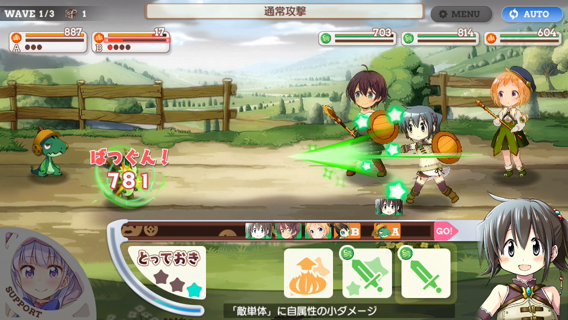 WAVE 1/3 1
通常攻撃
MENU
AUTO
887
17
A
B
703
814
604
ばつぐん!
781
B
A
GO!
とっておき
SUPPORT
「敵単体」に自属性の小ダメージ